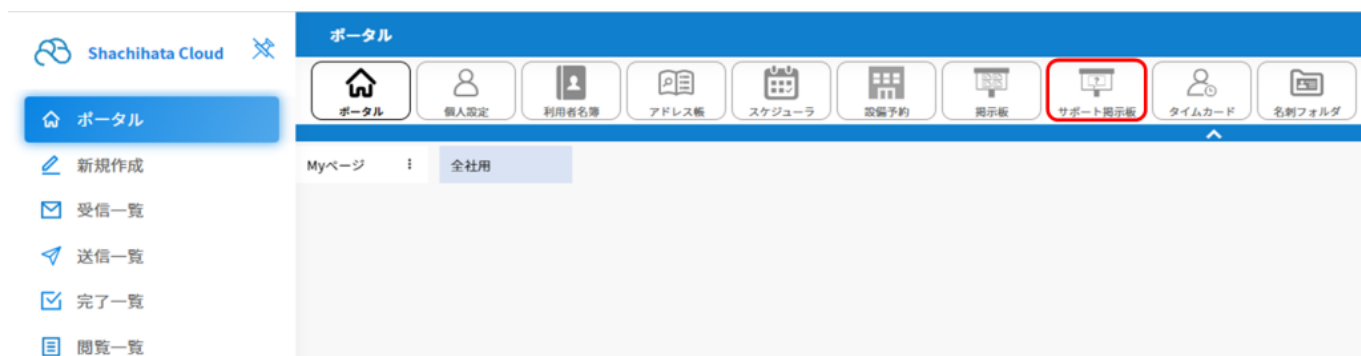 Shachihata Cloud
ポータル
新規作成
受信一覧
送信一覧
完了一覧
閲覧一覧
ポータル
ポータル
個人設定
利用者名簿
アドレス帳
スケジューラ
設備予約
掲示板
サポート掲示板
タイムカード
名刺フォルダ
Myページ
全社用